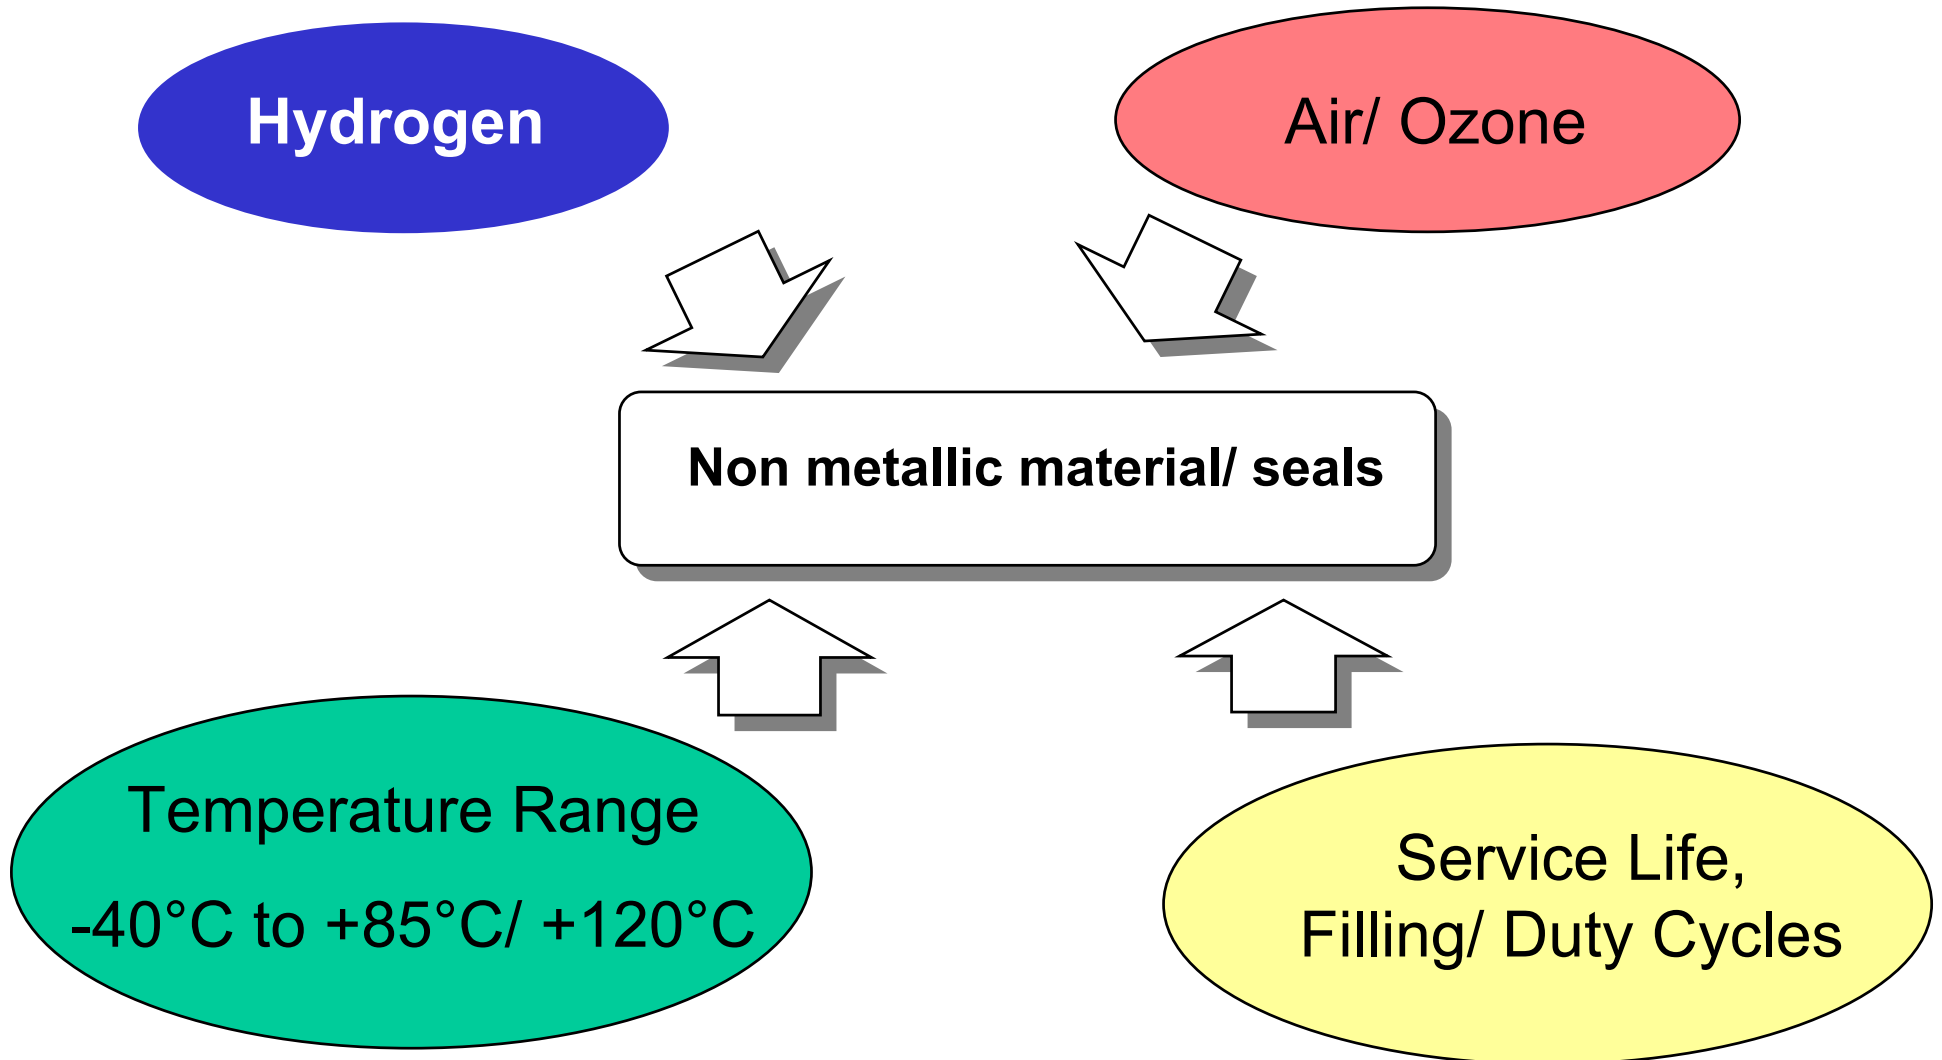 Hydrogen
Air/ Ozone
Non metallic material/ seals
Temperature Range
-40°C to +85°C/ +120°C
Service Life,
Filling/ Duty Cycles